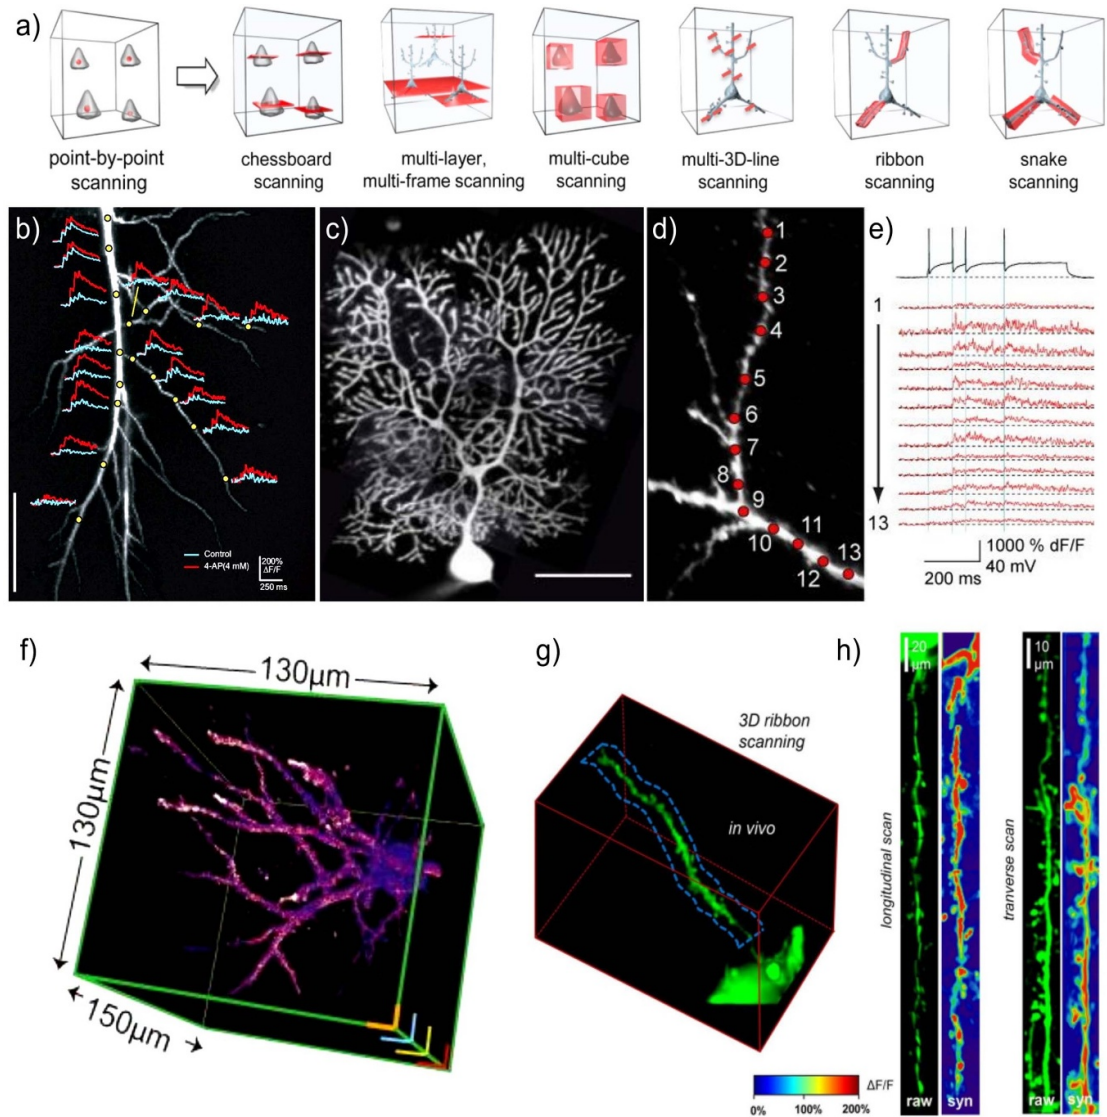 a)
point-by-point
scanning
chessboard
scanning
multi-layer,
multi-frame scanning
multi-cube
scanning
multi-3D-line
scanning
ribbon
scanning
snake
scanning
b)
Control
4-AP(4 mM)
200%
ΔF/F
250 ms
c)
d)
1
2
3
4
5
6
7
8
9
10
11
12
13
e)
1
13
1000 % dF/F
200 ms
40 mV
f)
130µm
130µm
150µm
g)
3D ribbon
scanning
in vivo
ΔF/F
0%
100%
200%
h)
longitudinal scan
20
µm
raw
syn
tranverse scan
10
µm
raw
syn